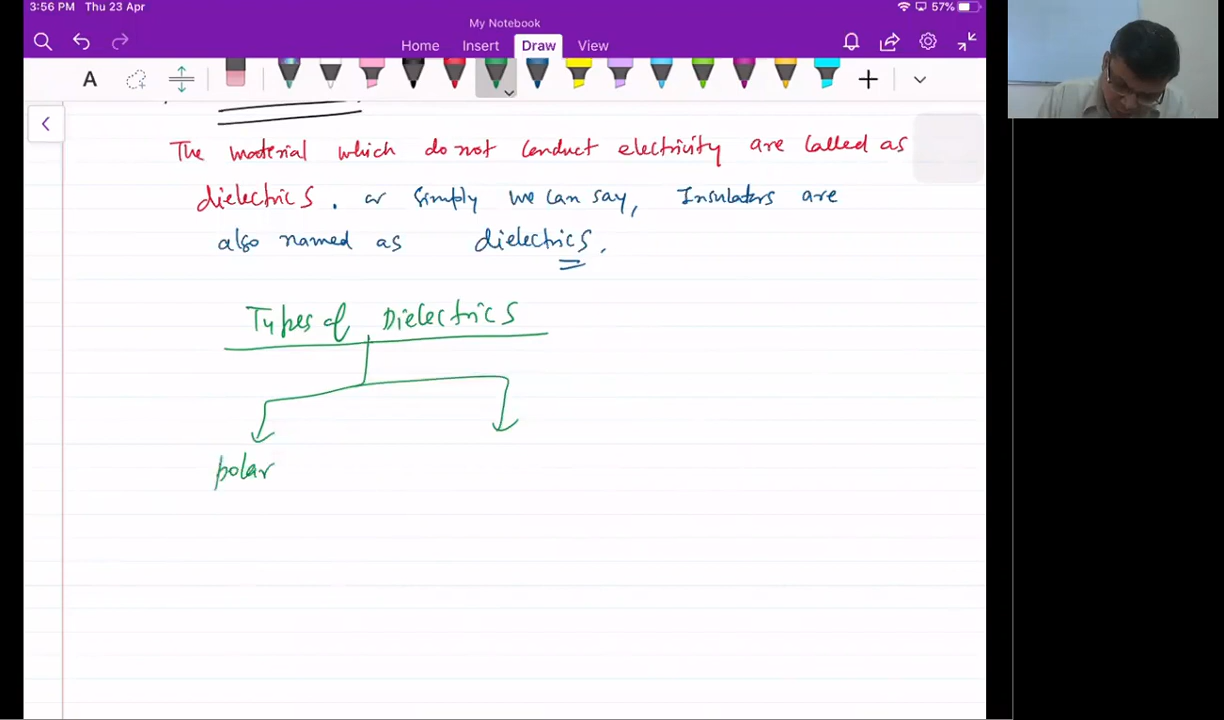 3:56 PM Thu 23 Apr
57%
My Notebook
Home Insert Draw View
A
The material which do not conduct electricity are called as
dielectrics. or simply we can say, Insulators are
also named as dielectrics.
Types of Dielectrics
polar